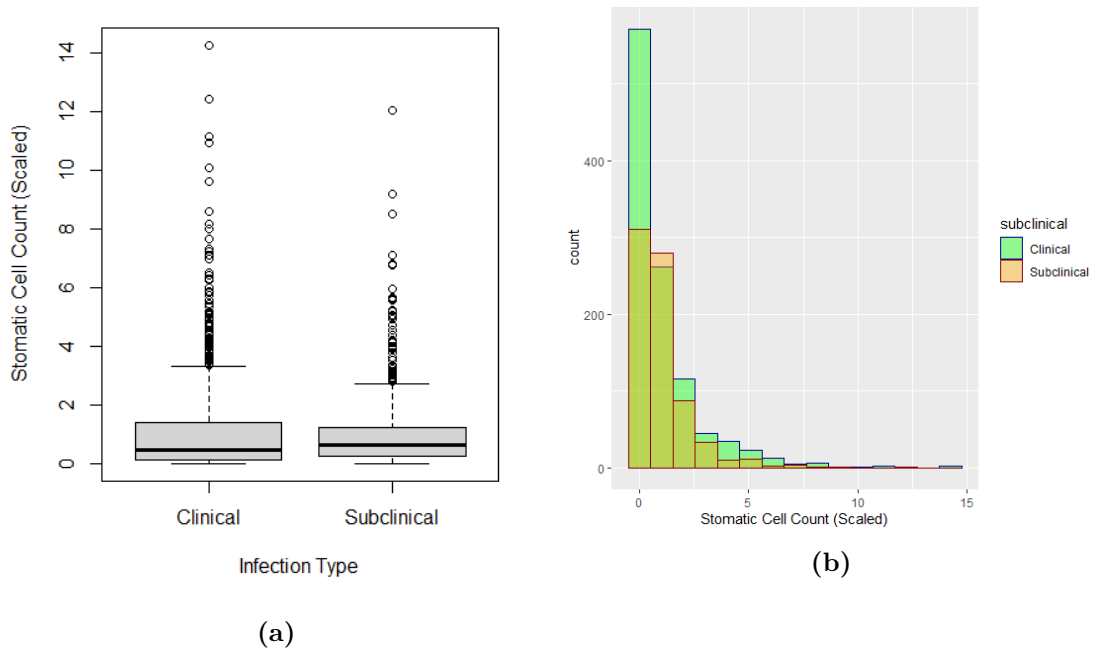 14
12
10
8
6
4
2
0
Stomatic Cell Count (Scaled)
Clinical
Subclinical
Infection Type
(a)
400
200
0
count
0
5
10
15
Stomatic Cell Count (Scaled)
subclinical
Clinical
Subclinical
(b)